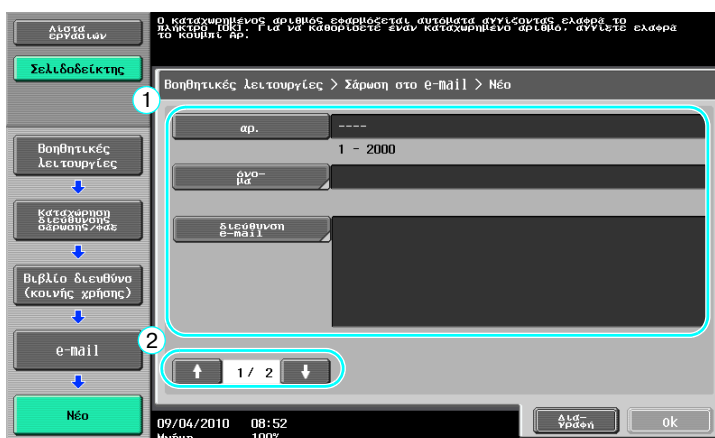 Λίστα
εργασιών
Ο καταχωρημένος αριθμός εφαρμόζεται αυτόματα αγγίζοντας ελαφρά το
πλήκτρο [OK]. Για να καθορίσετε έναν καταχωρημένο αριθμό, αγγίξτε ελαφρά
το κουμπί Αρ.
Σελιδοδείκτης
Βοηθητικές λειτουργίες > Σάρωση στο e-mail > Νέο
1
αρ.
----
1 - 2000
όνο-
μα
διεύθυνση
e-mail
Βοηθητικές
λειτουργίες
Καταχώρηση
διεύθυνσης
σάρωσης/φαξ
Βιβλίο διευθύνσ
(κοινής χρήσης)
e-mail
Νέο
2
1/ 2
09/04/2010 08:52
Μνήμη 100%
Δια-
γραφή
ok